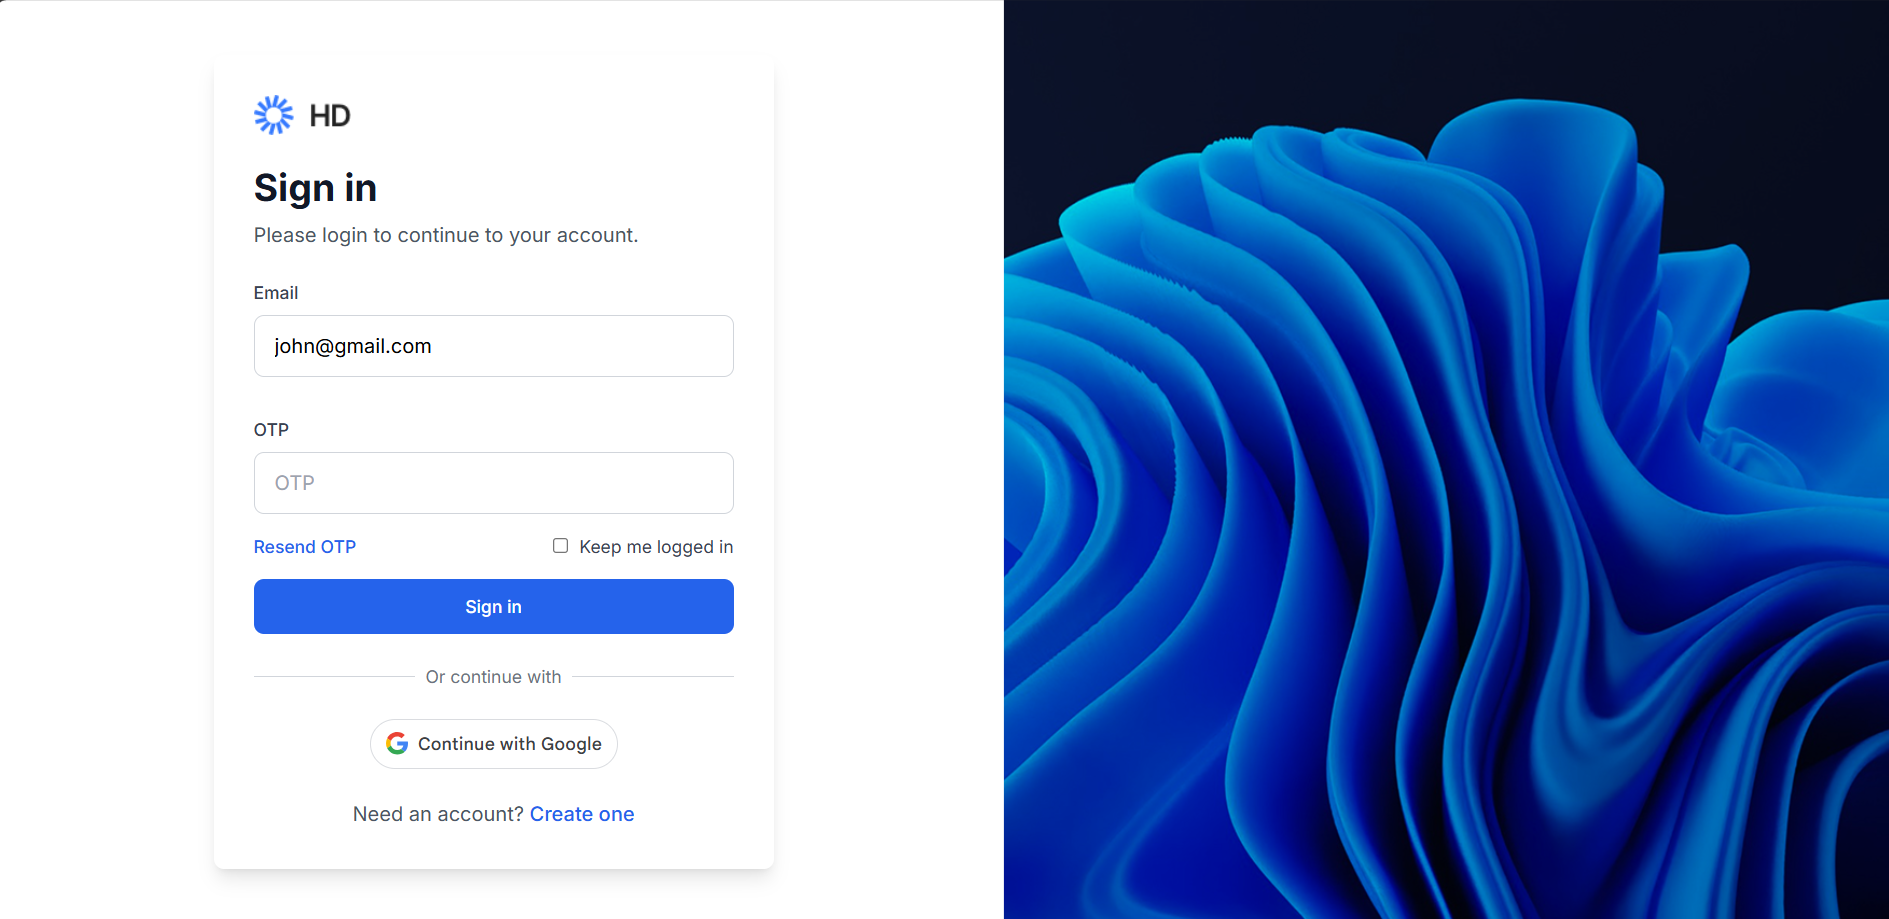 HD
Sign in
Please login to continue to your account.
Email
john@gmail.com
OTP
OTP
Resend OTP
Keep me logged in
Sign in
Or continue with
Continue with Google
Need an account? Create one